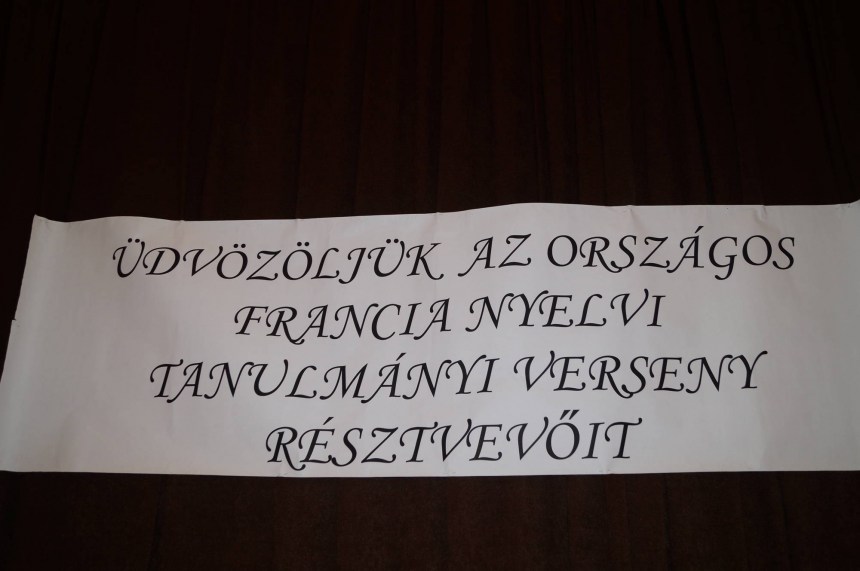 ÜDVÖZÖLJÜK AZ ORSZÁGOS
FRANCIA NYELVI
TANULMÁNYI VERSENY
RÉSZTVEVŐIT